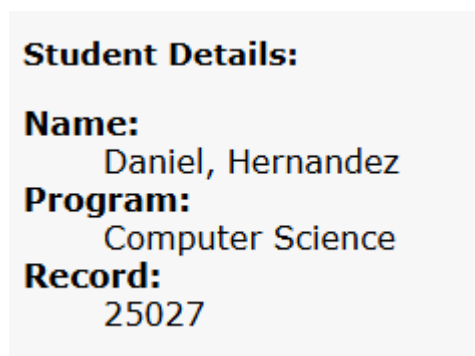 Student Details:
Name:
Daniel, Hernandez
Program:
Computer Science
Record:
25027